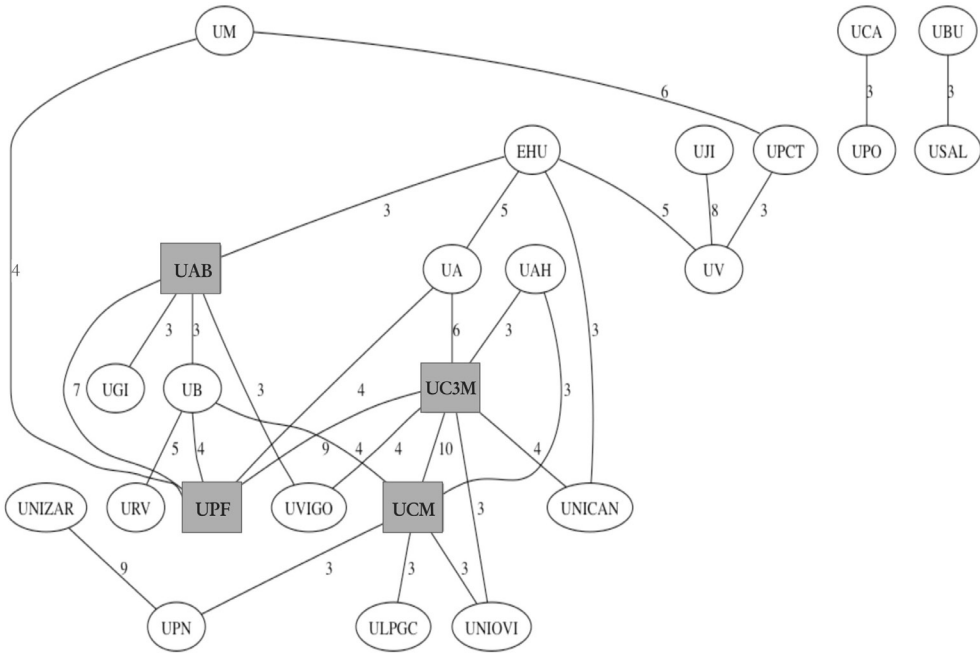 UM
UCA
UBU
6
3
3
EHU
UJI
UPCT
UPO
USAL
3
5
5
8
3
4
UAB
UA
UAH
UV
3
3
6
3
3
UGI
UB
UC3M
7
3
4
3
5
4
9
4
4
10
4
UNIZAR
URV
UPF
UVIGO
UCM
UNICAN
3
9
3
3
3
UPN
ULPGC
UNIOVI